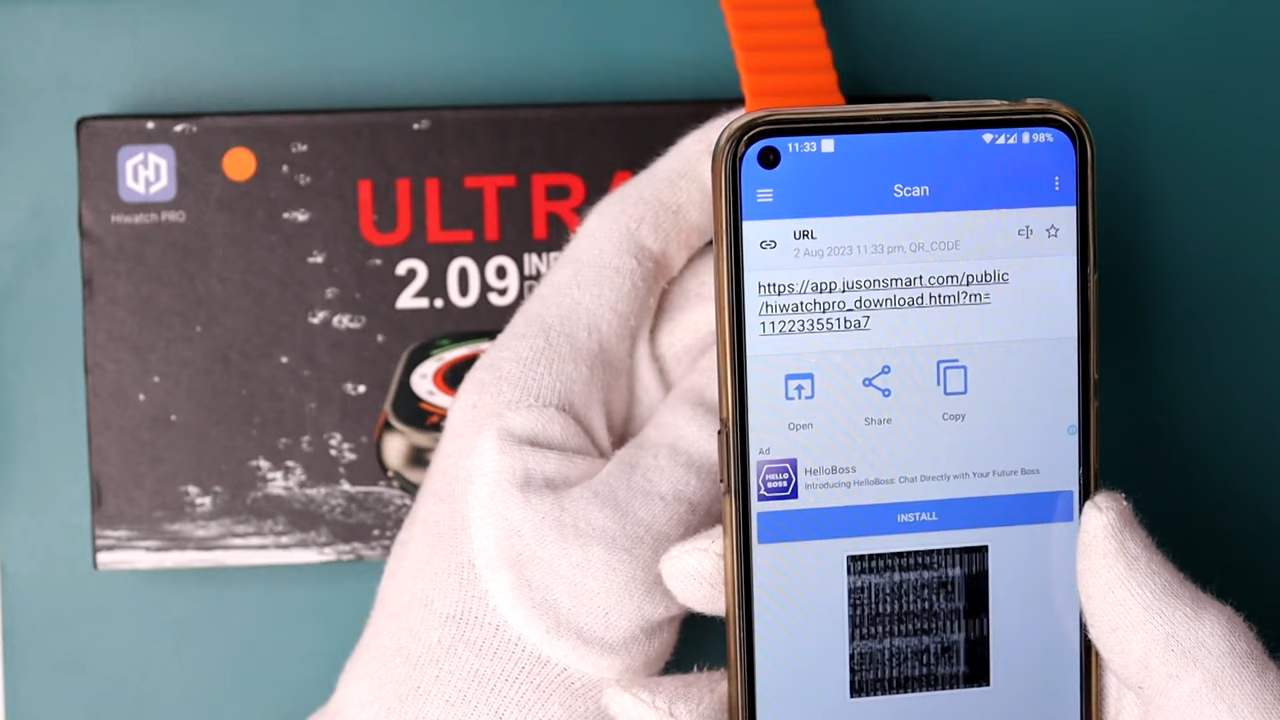 Hiwatch PRO
ULTRA
2.09
11:33
98%
Scan
URL
2 Aug 2023 11:33 pm, QR_CODE
https://app.jusonsmart.com/public
/hiwatchpro_download.html?m=
112233551ba7
Open
Share
Copy
Ad
HELLO
BOSS
HelloBoss
Introducing HelloBoss: Chat Directly with Your Future Boss
INSTALL